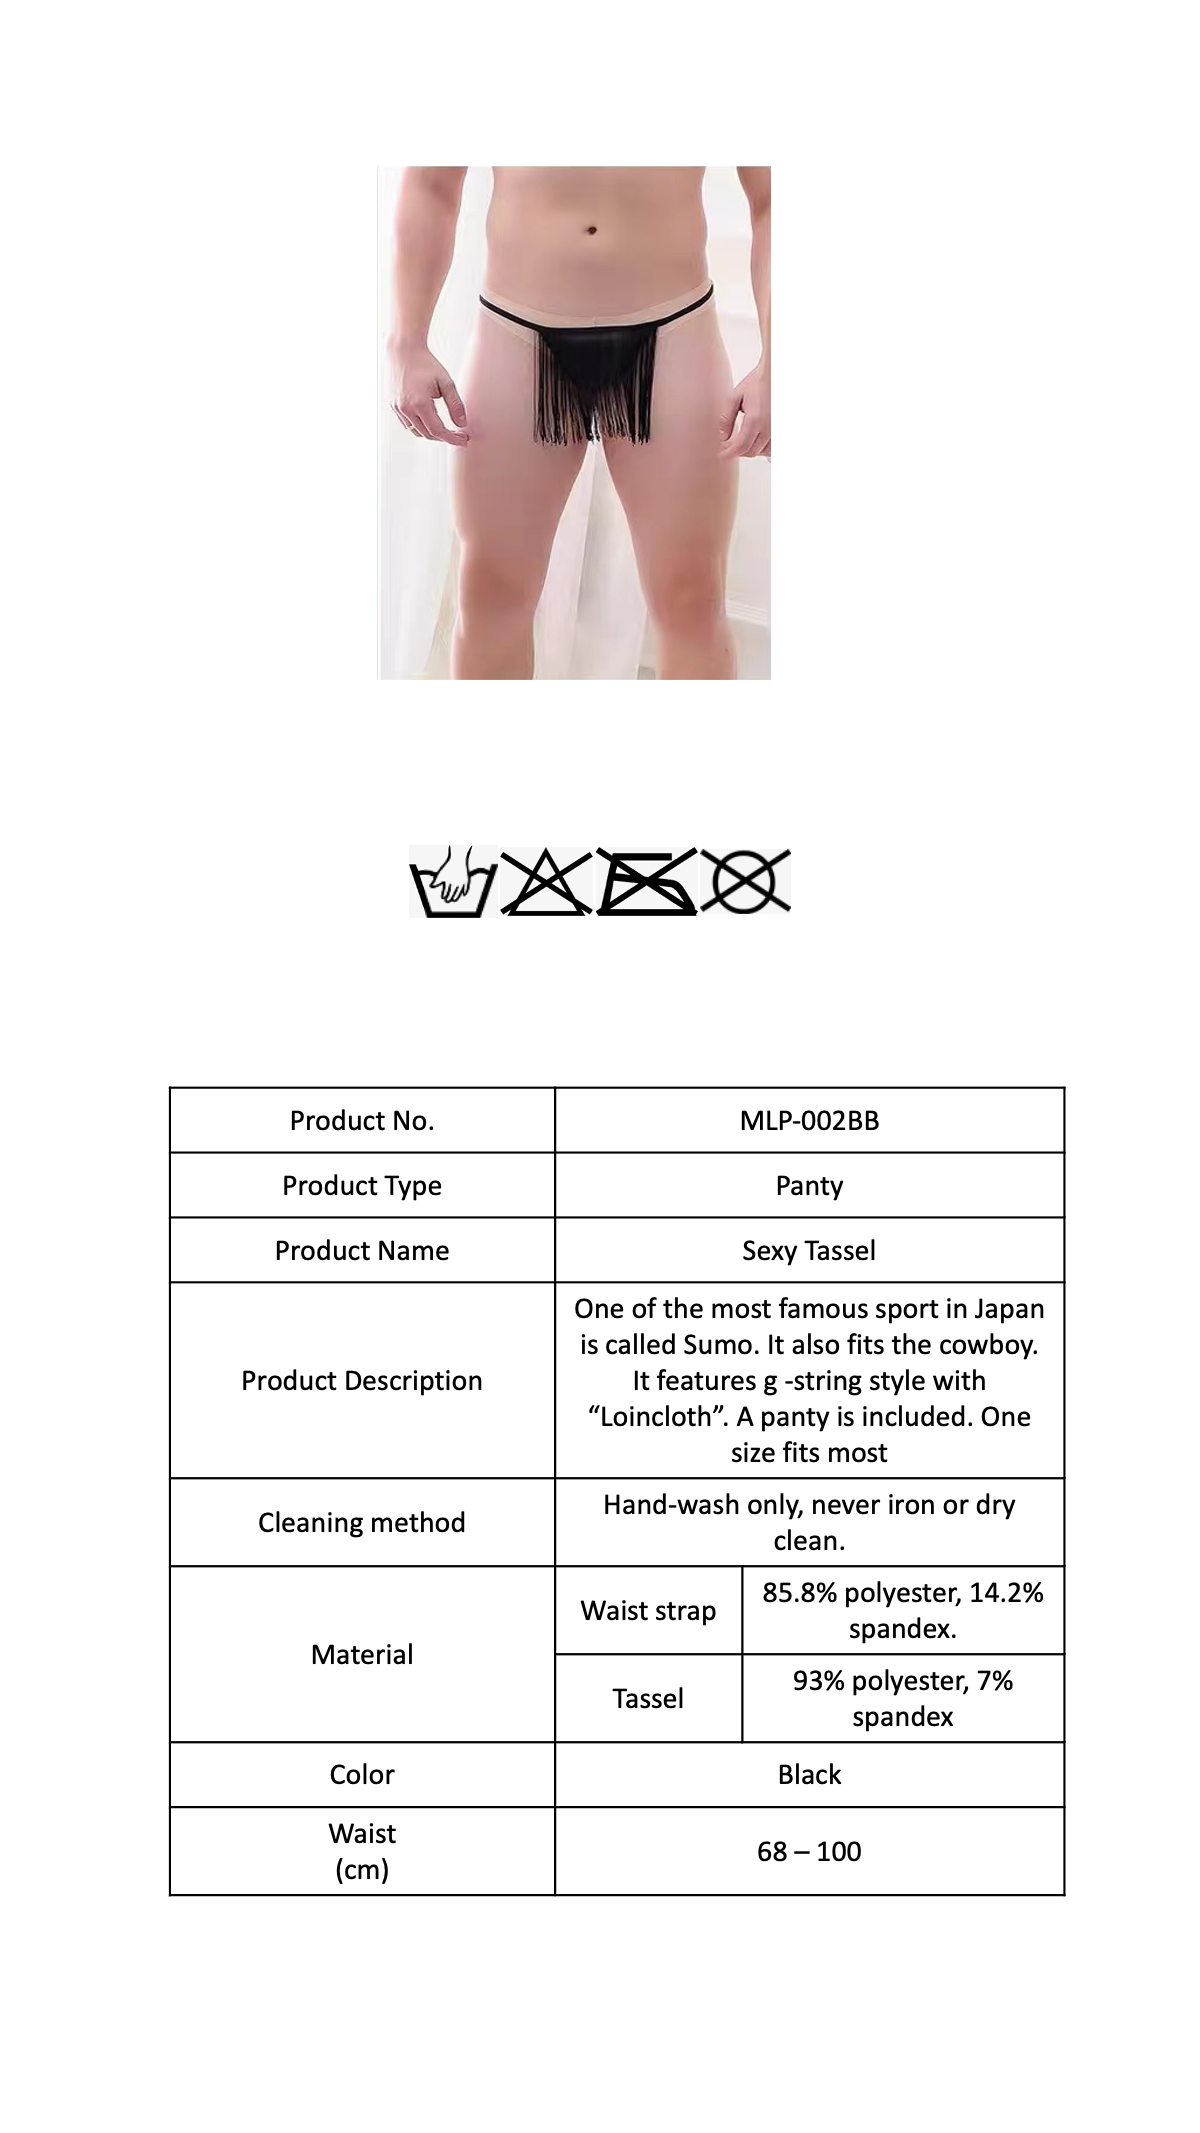 Product No.
MLP-002BB
Product Type
Panty
Product Name
Sexy Tassel
Product Description
One of the most famous sport in Japan
is called Sumo. It also fits the cowboy.
It features g -string style with
“Loincloth”. A panty is included. One
size fits most
Cleaning method
Hand-wash only, never iron or dry
clean.
Material
Waist strap
85.8% polyester, 14.2%
spandex.
Tassel
93% polyester, 7%
spandex
Color
Black
Waist
(cm)
68 – 100